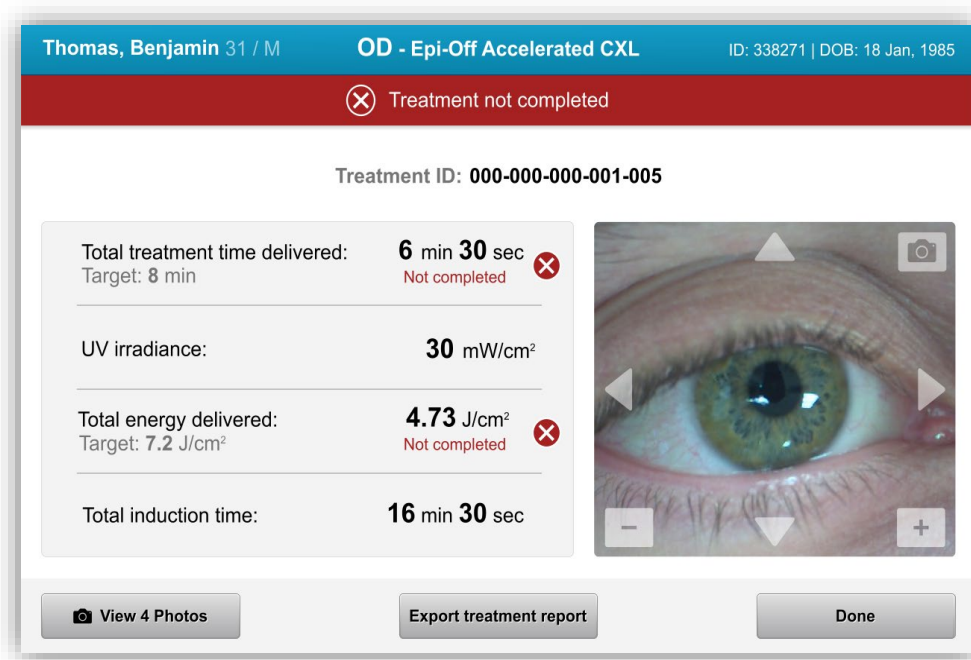 Thomas, Benjamin 31 / M OD - Epi-Off Accelerated CXL ID: 338271 | DOB: 18 Jan, 1985
Treatment not completed
Treatment ID: 000-000-000-001-005
Total treatment time delivered: 6 min 30 sec
Target: 8 min Not completed
UV irradiance: 30 mW/cm²
Total energy delivered: 4.73 J/cm²
Target: 7.2 J/cm² Not completed
Total induction time: 16 min 30 sec
View 4 Photos Export treatment report Done